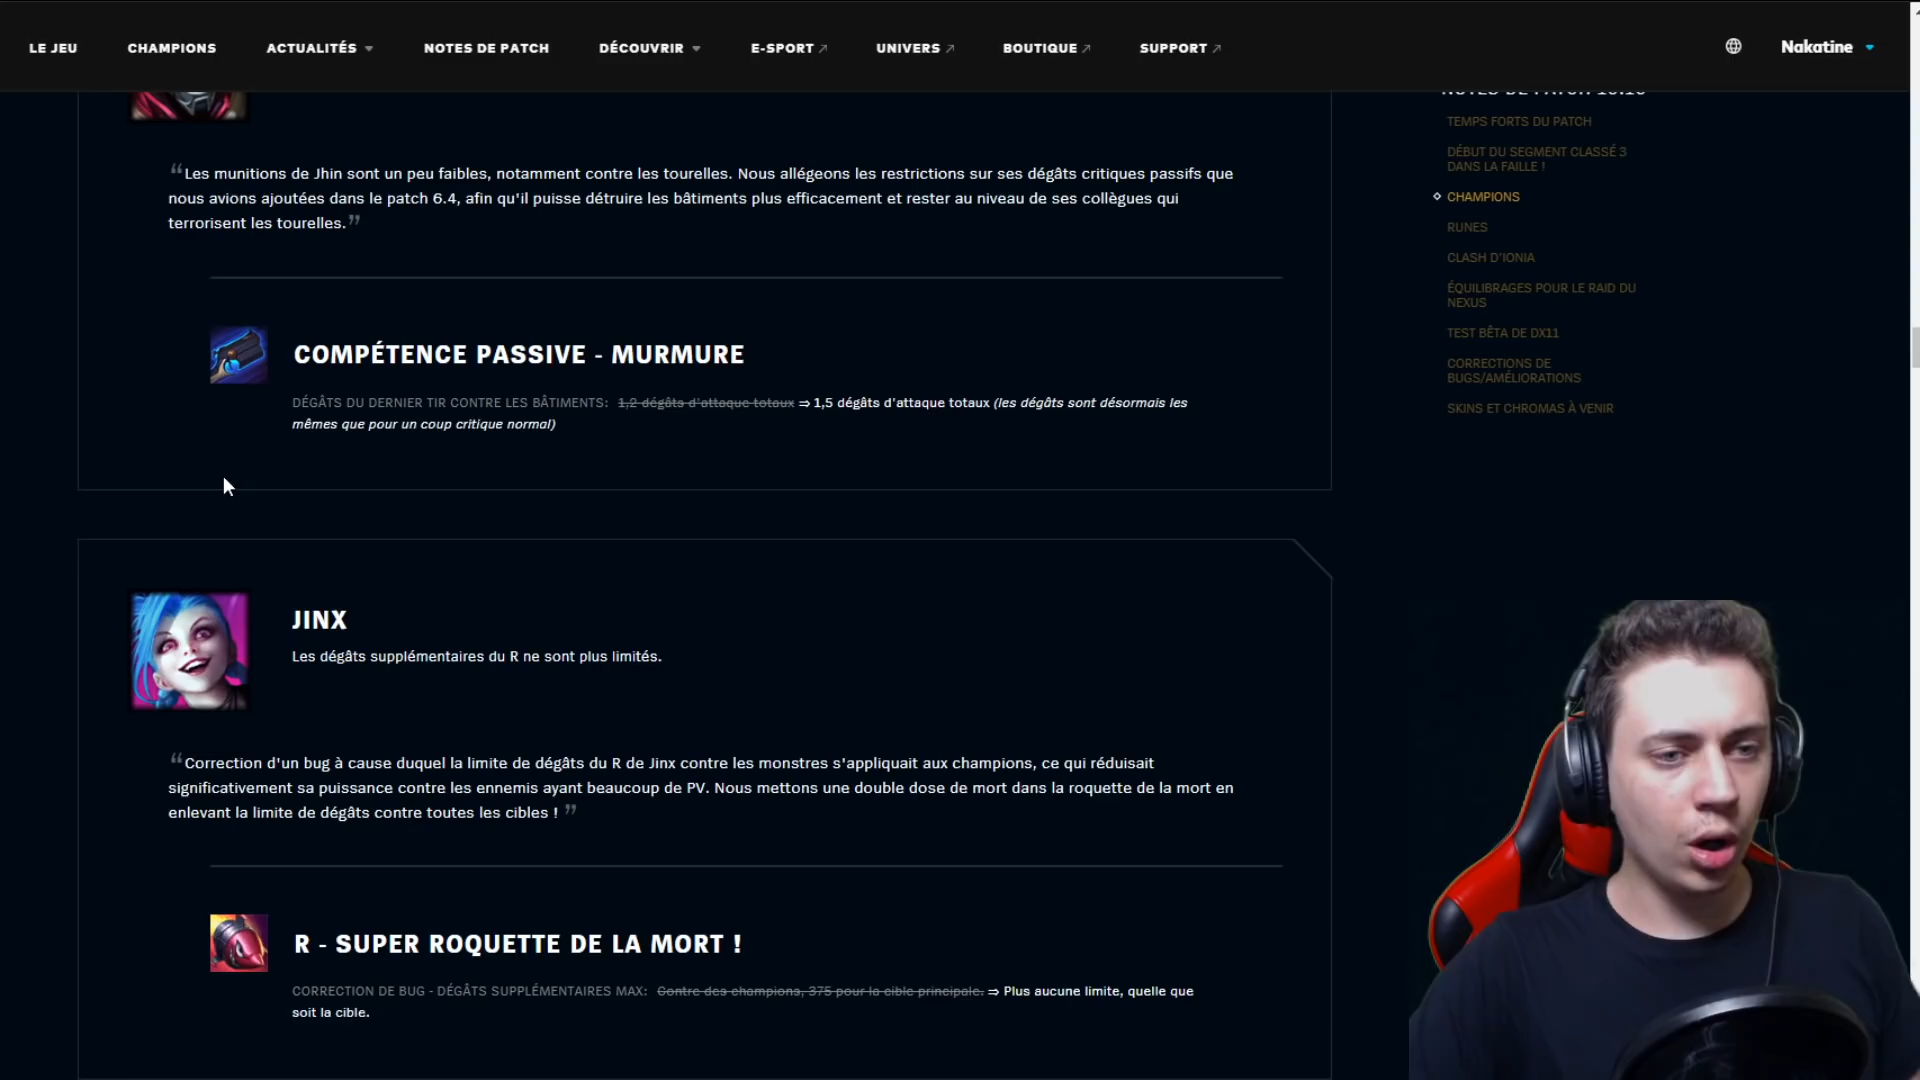 LE JEU CHAMPIONS ACTUALITÉS NOTES DE PATCH DÉCOUVRIR E-SPORT UNIVERS BOUTIQUE SUPPORT Nakatine
“Les munitions de Jhin sont un peu faibles, notamment contre les tourelles. Nous allégeons les restrictions sur ses dégâts critiques passifs que
nous avions ajoutées dans le patch 6.4, afin qu'il puisse détruire les bâtiments plus efficacement et rester au niveau de ses collègues qui
terrorisent les tourelles.”
COMPÉTENCE PASSIVE - MURMURE
DÉGÂTS DU DERNIER TIR CONTRE LES BÂTIMENTS: 1,2 dégâts d'attaque totaux ⇒ 1,5 dégâts d'attaque totaux (les dégâts sont désormais les
mêmes que pour un coup critique normal)
JINX
Les dégâts supplémentaires du R ne sont plus limités.
“Correction d'un bug à cause duquel la limite de dégâts du R de Jinx contre les monstres s'appliquait aux champions, ce qui réduisait
significativement sa puissance contre les ennemis ayant beaucoup de PV. Nous mettons une double dose de mort dans la roquette de la mort en
enlevant la limite de dégâts contre toutes les cibles ! ”
R - SUPER ROQUETTE DE LA MORT !
CORRECTION DE BUG - DÉGÂTS SUPPLÉMENTAIRES MAX: Contre des champions, 375 pour la cible principale. ⇒ Plus aucune limite, quelle que
soit la cible.
NOTES DE PATCH
TEMPS FORTS DU PATCH
DÉBUT DU SEGMENT CLASSÉ 3
DANS LA FAILLE !
CHAMPIONS
RUNES
CLASH D'IONIA
ÉQUILIBRAGES POUR LE RAID DU
NEXUS
TEST BÊTA DE DX11
CORRECTIONS DE
BUGS/AMÉLIORATIONS
SKINS ET CHROMAS À VENIR